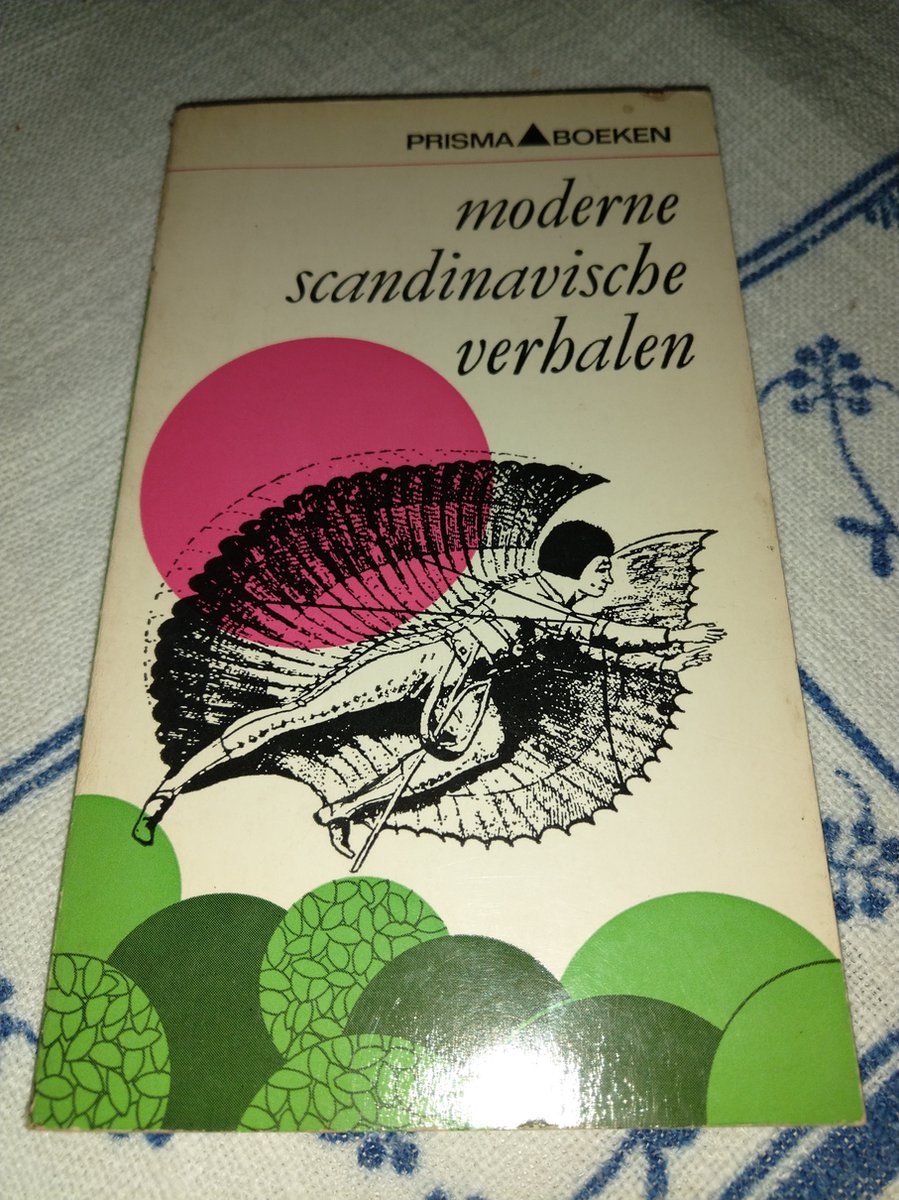 PRISMA BOEKEN
moderne
scandinavische
verhalen